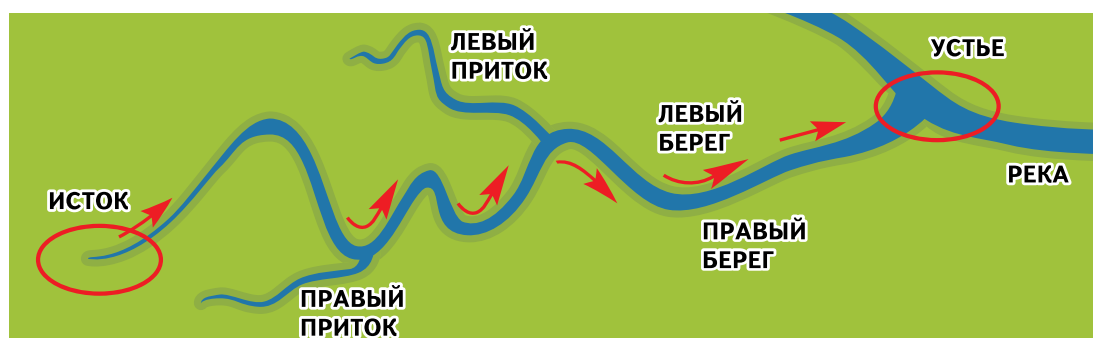 ЛЕВЫЙ
ПРИТОК
УСТЬЕ
ЛЕВЫЙ
БЕРЕГ
РЕКА
ИСТОК
ПРАВЫЙ
БЕРЕГ
ПРАВЫЙ
ПРИТОК